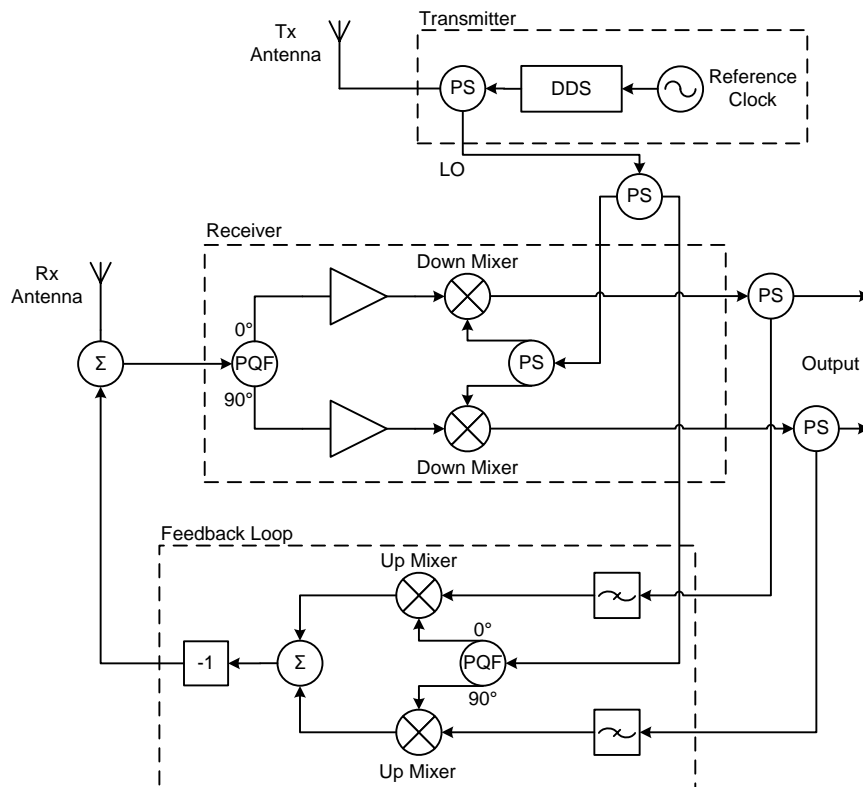 Transmitter
Tx
Antenna
PS
DDS
Reference
Clock
LO
PS
Receiver
Down Mixer
Rx
Antenna
0°
PS
Σ
PQF
PS
Output
90°
PS
Down Mixer
Feedback Loop
Up Mixer
0°
-1
Σ
PQF
90°
Up Mixer